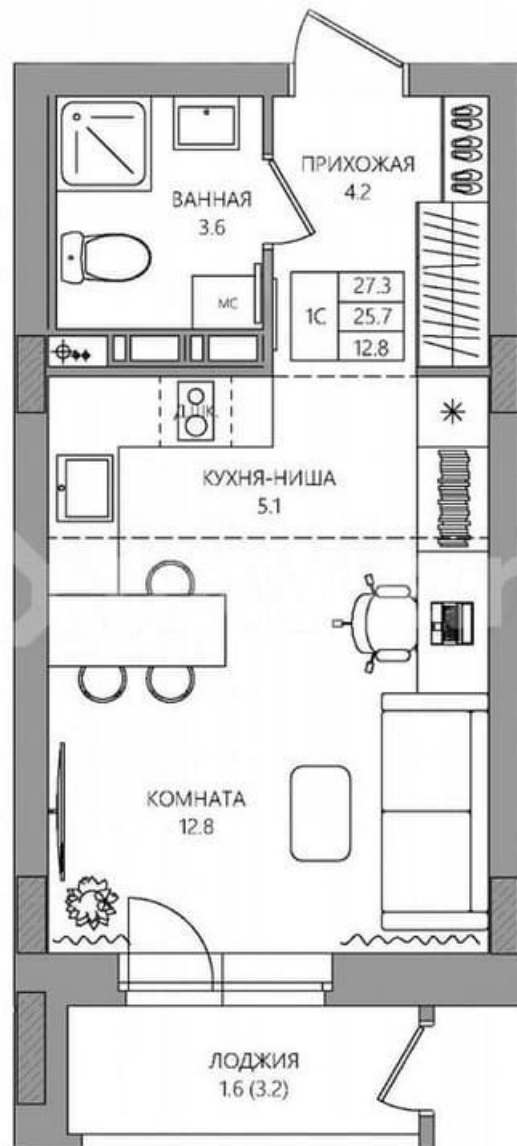 ПРИХОЖАЯ
4.2
ВАННАЯ
3.6
МС
1С
27.3
25.7
12.8
Д.ШК.
КУХНЯ-НИША
5.1
КОМНАТА
12.8
ЛОДЖИЯ
1.6 (3.2)